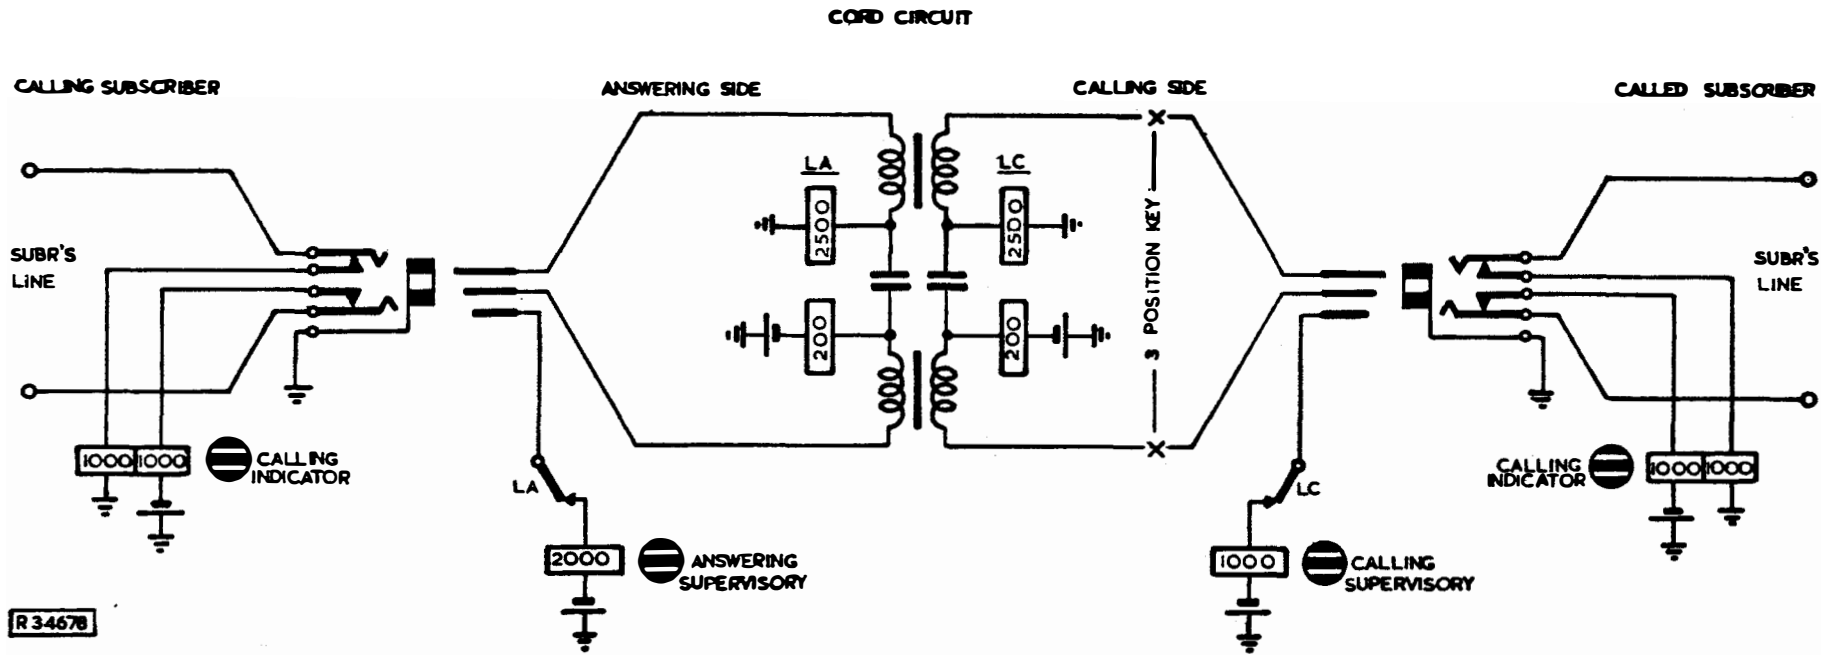 CORD CIRCUIT
CALLING SUBSCRIBER
ANSWERING SIDE
CALLING SIDE
CALLED SUBSCRIBER
LA
LC
2500
2500
3 POSITION KEY
SUBR'S
LINE
SUBR'S
LINE
200
200
1000 1000
CALLING
INDICATOR
LA
LC
CALLING
INDICATOR
1000 1000
2000
ANSWERING
SUPERVISORY
1000
CALLING
SUPERVISORY
R 34678